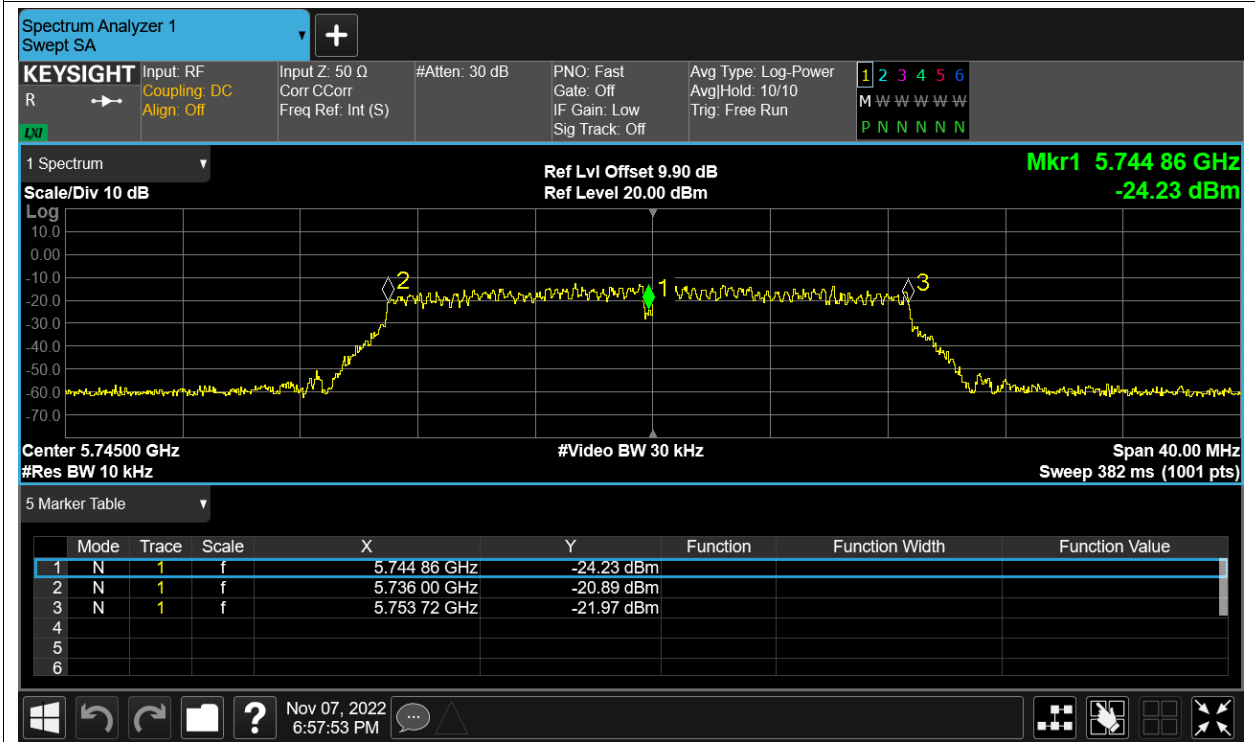 Spectrum Analyzer 1
Swept SA
+
KEYSIGHT
R
LXI
Input: RF
Coupling: DC
Align: Off
Input Z: 50 Ω
Corr CCorr
Freq Ref: Int (S)
#Atten: 30 dB
PNO: Fast
Gate: Off
IF Gain: Low
Sig Track: Off
Avg Type: Log-Power
Avg|Hold: 10/10
Trig: Free Run
1 2 3 4 5 6
M W W W W W
P N N N N N
1 Spectrum
Scale/Div 10 dB
Ref Lvl Offset 9.90 dB
Ref Level 20.00 dBm
Mkr1 5.744 86 GHz
-24.23 dBm
Log
10.0
0.00
-10.0
-20.0
-30.0
-40.0
-50.0
-60.0
-70.0
2
1
3
Center 5.74500 GHz
#Res BW 10 kHz
#Video BW 30 kHz
Span 40.00 MHz
Sweep 382 ms (1001 pts)
5 Marker Table
Mode Trace Scale X Y Function Function Width Function Value
1 N 1 f 5.744 86 GHz -24.23 dBm
2 N 1 f 5.736 00 GHz -20.89 dBm
3 N 1 f 5.753 72 GHz -21.97 dBm
4
5
6
?
Nov 07, 2022
6:57:53 PM